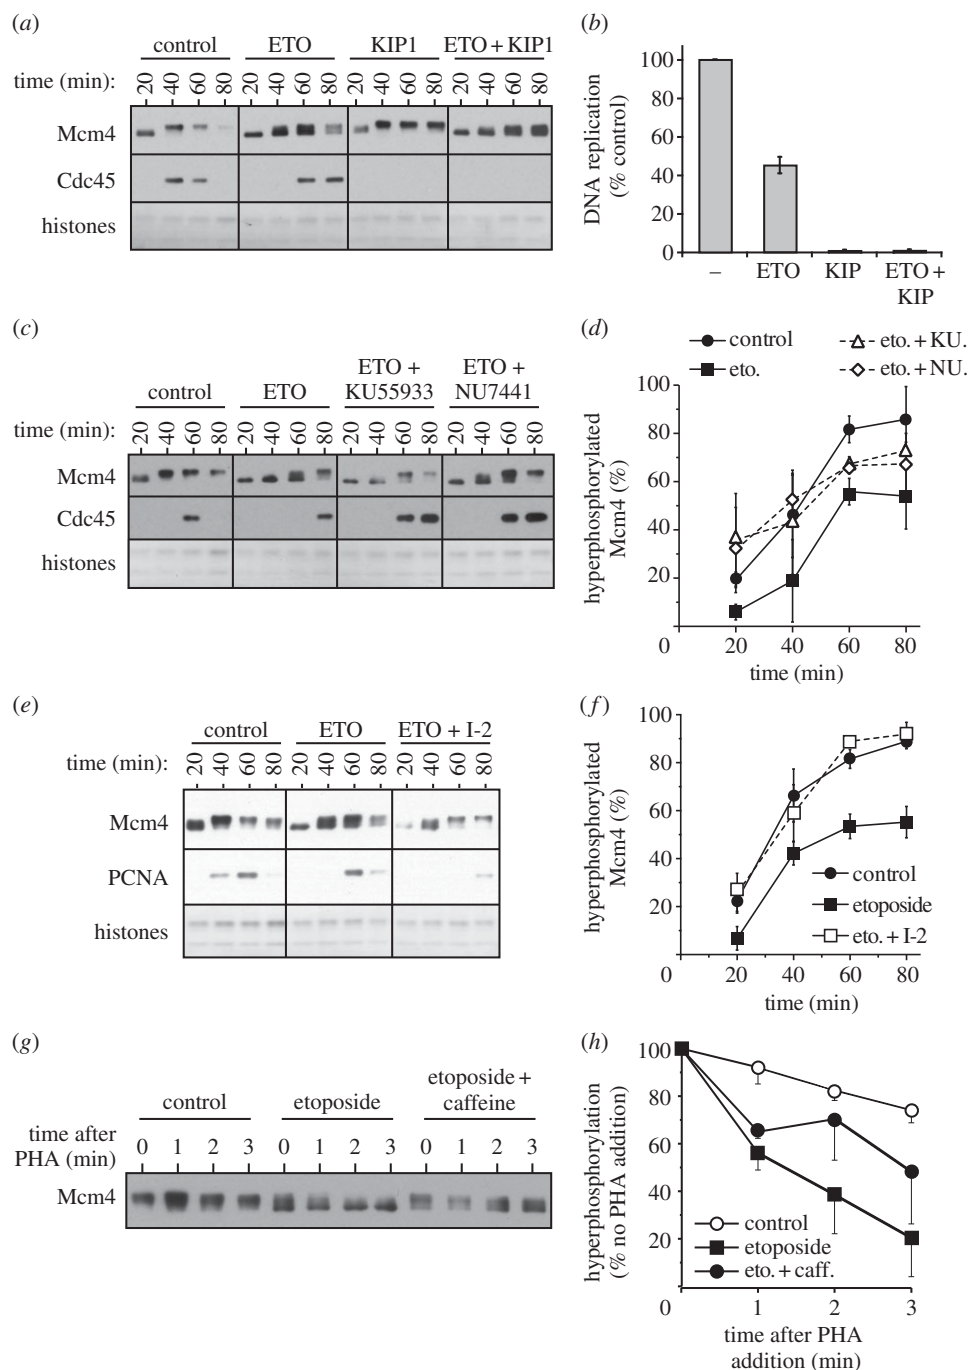 (a)
control ETO KIP1 ETO + KIP1
time (min): 20 40 60 80 20 40 60 80 20 40 60 80 20 40 60 80
Mcm4
Cdc45
histones
(b)
DNA replication
(% control)
100
80
60
40
20
0
– ETO KIP ETO +
KIP
(c)
control ETO ETO +
KU55933 ETO +
NU7441
time (min): 20 40 60 80 20 40 60 80 20 40 60 80 20 40 60 80
Mcm4
Cdc45
histones
(d)
control eto. + KU.
eto. eto. + NU.
hyperphosphorylated
Mcm4 (%)
100
80
60
40
20
0
20 40 60 80
time (min)
(e)
control ETO ETO + I-2
time (min): 20 40 60 80 20 40 60 80 20 40 60 80
Mcm4
PCNA
histones
(f)
hyperphosphorylated
Mcm4 (%)
100
80
60
40
20
0
control
etoposide
eto. + I-2
20 40 60 80
time (min)
(g)
control etoposide etoposide +
caffeine
time after
PHA (min) 0 1 2 3 0 1 2 3 0 1 2 3
Mcm4
(h)
hyperphosphorylation
(% no PHA addition)
100
80
60
40
20
0
control
etoposide
eto. + caff.
1 2 3
time after PHA
addition (min)